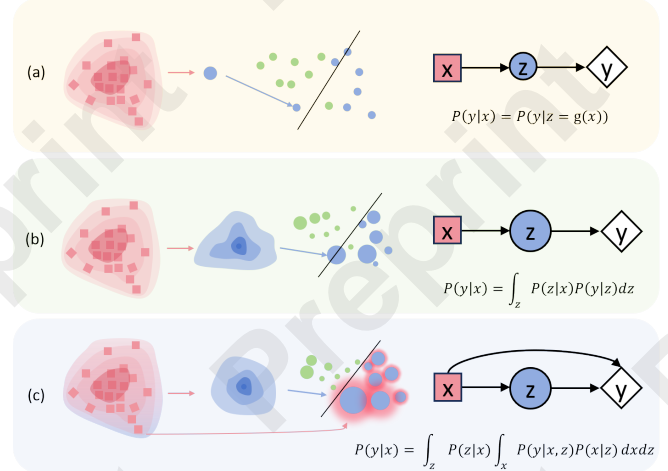 (a)
x z y
P(y|x) = P(y|z = g(x))
(b)
x z y
P(y|x) = ∫_z P(z|x)P(y|z)dz
(c)
x z y
P(y|x) = ∫_z P(z|x) ∫_x P(y|x, z)P(x|z) dxdz
Preprint
Preprint